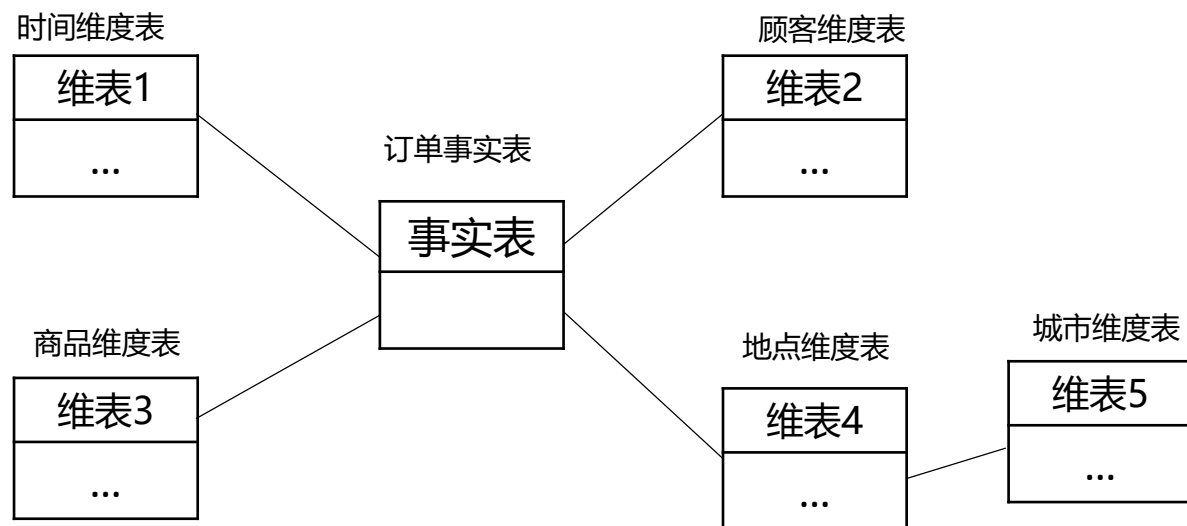 时间维度表
维表1
...
顾客维度表
维表2
...
订单事实表
事实表
商品维度表
维表3
...
地点维度表
维表4
...
城市维度表
维表5
...